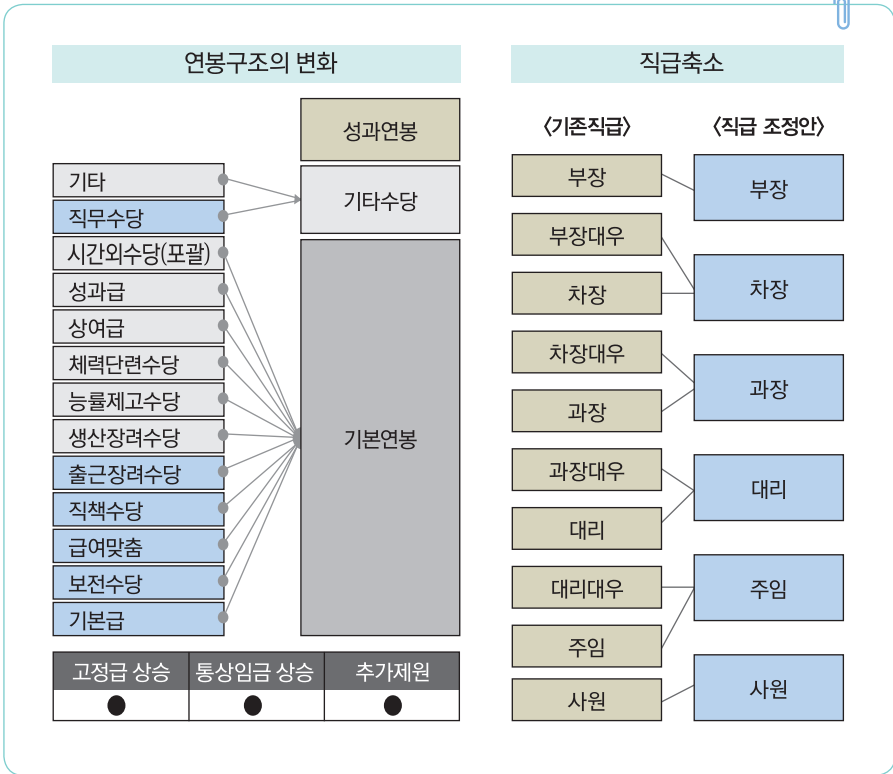 연봉구조의 변화
성과연봉
기타
직무수당
시간외수당(포괄)
성과급
상여급
체력단련수당
능률제고수당
생산장려수당
출근장려수당
직책수당
급여맞춤
보전수당
기본급
기타수당
기본연봉
고정급 상승 통상임금 상승 추가제원
직급축소
〈기존직급〉 〈직급 조정안〉
부장
부장대우
차장
차장대우
과장
과장대우
대리
대리대우
주임
사원
부장
차장
과장
대리
주임
사원